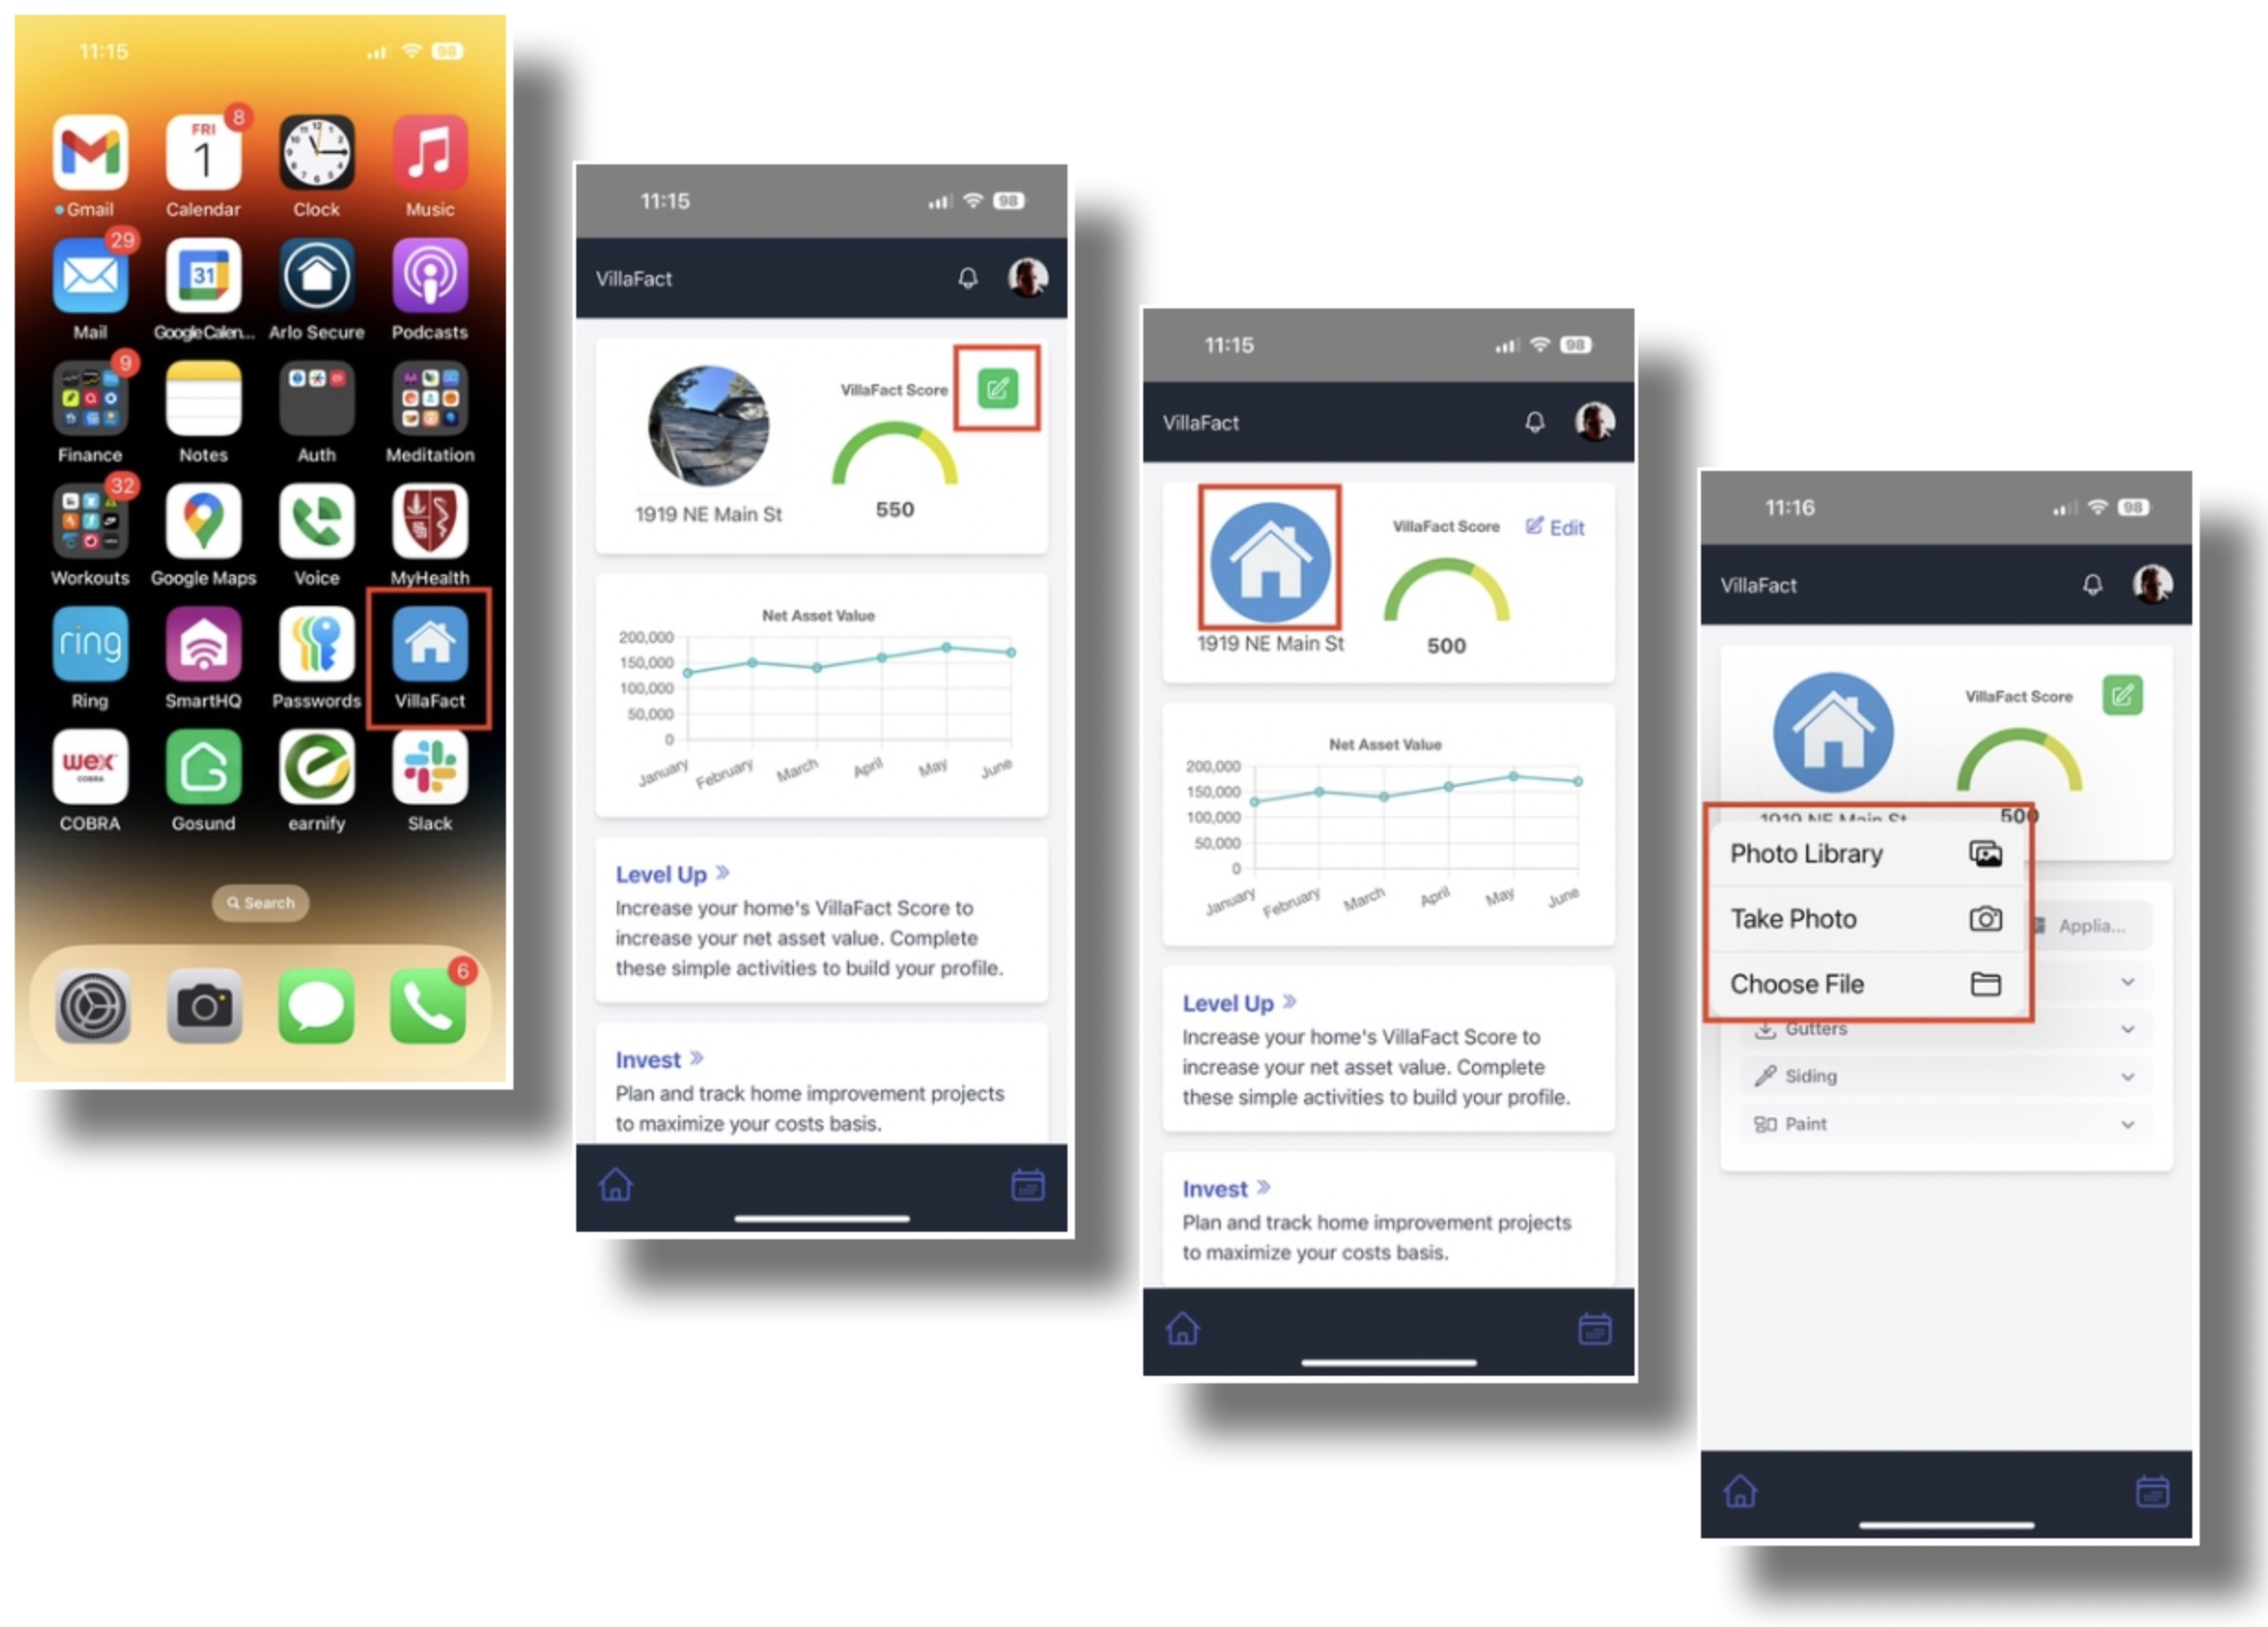 11:15
98
8
FRI
1
Gmail
Calendar
Clock
Music
29
31
Mail
Google Calen...
Arlo Secure
Podcasts
9
Finance
Notes
Auth
Meditation
32
Workouts
Google Maps
Voice
MyHealth
ring
Ring
SmartHQ
Passwords
VillaFact
wex
COBRA
COBRA
Gosund
earnify
Slack
Search
6
11:15
98
VillaFact
VillaFact Score
1919 NE Main St
550
Net Asset Value
200,000
150,000
100,000
50,000
0
January
February
March
April
May
June
Level Up »
Increase your home's VillaFact Score to
increase your net asset value. Complete
these simple activities to build your profile.
Invest »
Plan and track home improvement projects
to maximize your costs basis.
11:15
98
VillaFact
VillaFact Score
Edit
1919 NE Main St
500
Net Asset Value
200,000
150,000
100,000
50,000
0
January
February
March
April
May
June
Level Up »
Increase your home's VillaFact Score to
increase your net asset value. Complete
these simple activities to build your profile.
Invest »
Plan and track home improvement projects
to maximize your costs basis.
11:16
98
VillaFact
VillaFact Score
1919 NE Main St
500
Photo Library
Take Photo
Choose File
Applia...
Gutters
Siding
Paint